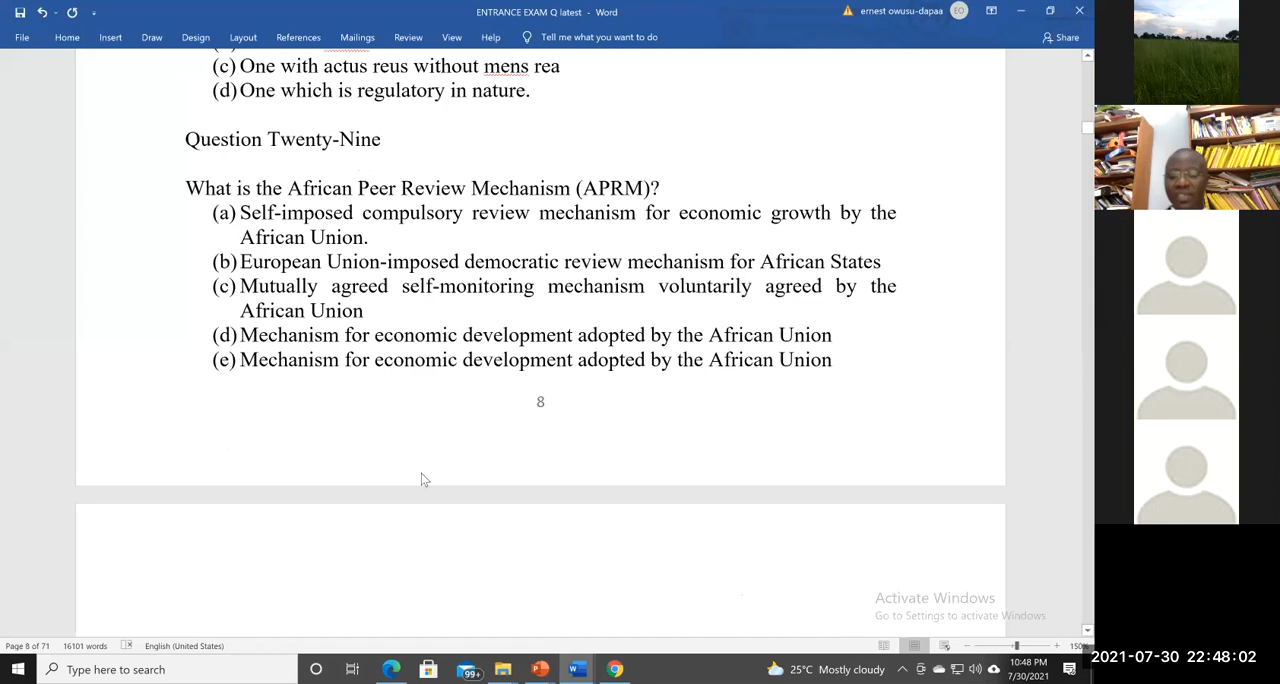 ENTRANCE EXAM Q latest - Word
ernest owusu-dapaa
EO
File Home Insert Draw Design Layout References Mailings Review View Help Tell me what you want to do
Share
(c) One with actus reus without mens rea
(d) One which is regulatory in nature.
Question Twenty-Nine
What is the African Peer Review Mechanism (APRM)?
(a) Self-imposed compulsory review mechanism for economic growth by the
African Union.
(b) European Union-imposed democratic review mechanism for African States
(c) Mutually agreed self-monitoring mechanism voluntarily agreed by the
African Union
(d) Mechanism for economic development adopted by the African Union
(e) Mechanism for economic development adopted by the African Union
8
Activate Windows
Go to Settings to activate Windows
Page 8 of 71 16101 words English (United States)
150%
Type here to search
99+
25°C Mostly cloudy
10:48 PM
7/30/2021
2021-07-30 22:48:02